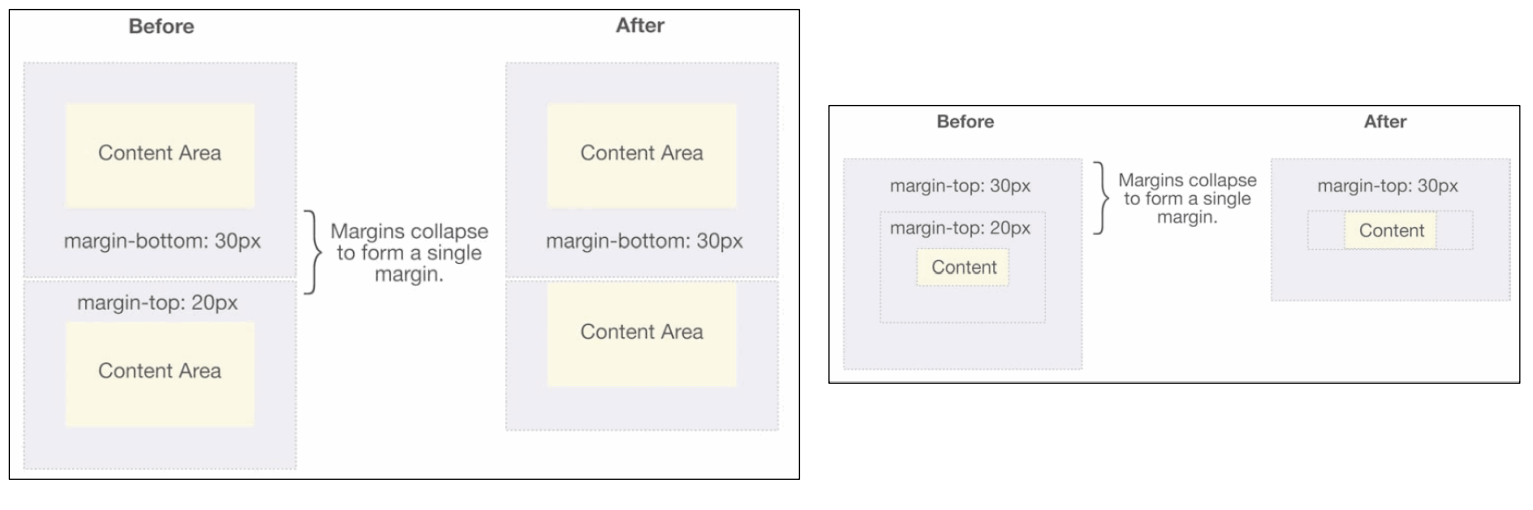 Before
After
Content Area
Content Area
margin-bottom: 30px
Margins collapse
to form a single
margin.
margin-bottom: 30px
margin-top: 20px
Content Area
Content Area
Before
After
margin-top: 30px
Margins collapse
to form a single
margin.
margin-top: 30px
margin-top: 20px
Content
Content